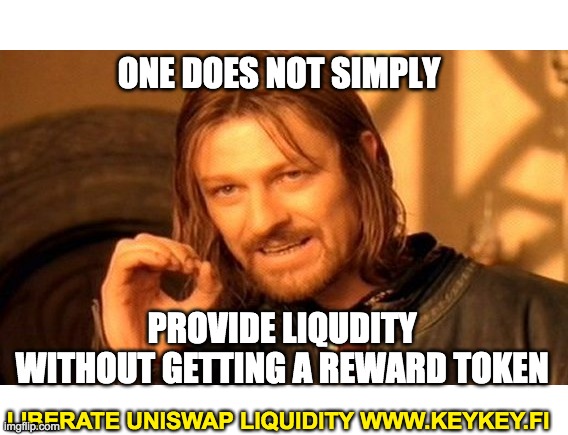 ONE DOES NOT SIMPLY
PROVIDE LIQUDITY
WITHOUT GETTING A REWARD TOKEN
LIBERATE UNISWAP LIQUIDITY WWW.KEYKEY.FI
imgflip.com